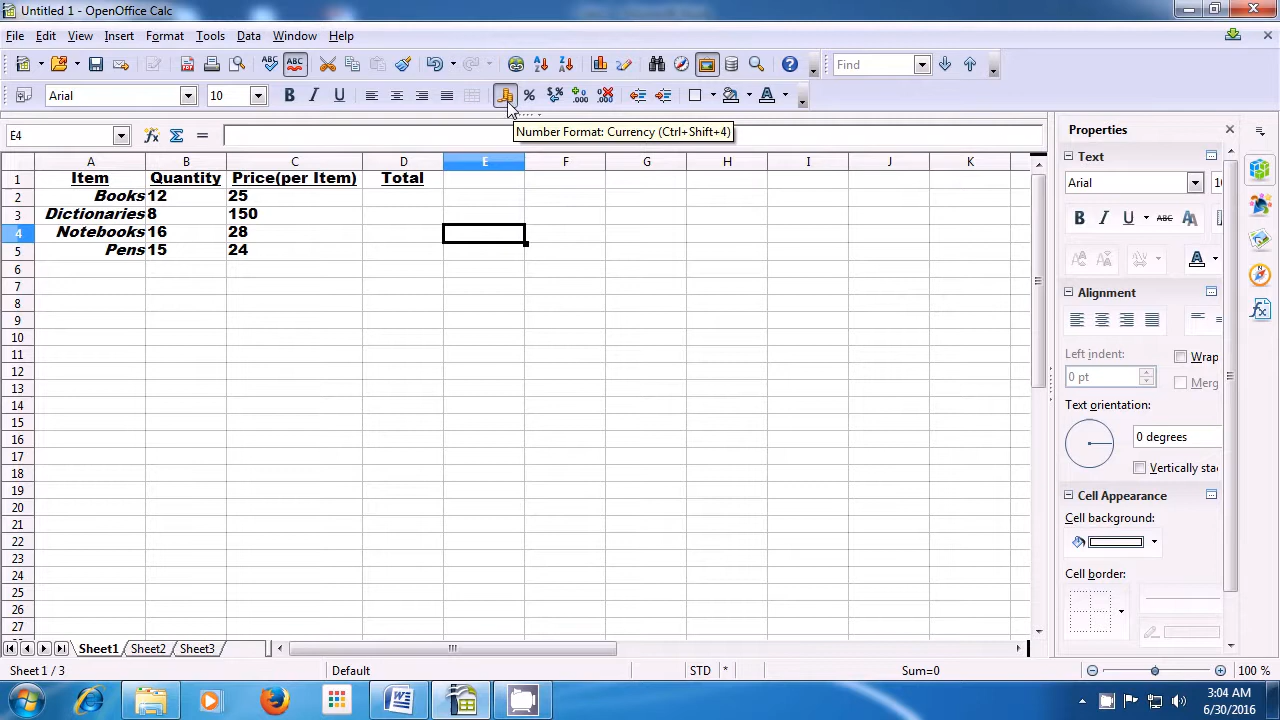 Untitled 1 - OpenOffice Calc
File Edit View Insert Format Tools Data Window Help
ABC ABC Find
Arial 10 B I U %
Number Format: Currency (Ctrl+Shift+4)
E4
A B C D E F G H I J K
1 Item Quantity Price(per Item) Total
2 Books 12 25
3 Dictionaries 8 150
4 Notebooks 16 28
5 Pens 15 24
6
7
8
9
10
11
12
13
14
15
16
17
18
19
20
21
22
23
24
25
26
27
Properties
Text
Arial
B I U ABC A
A
Alignment
Left indent:
Wrap
0 pt
Merg
Text orientation:
0 degrees
Vertically stac
Cell Appearance
Cell background:
Cell border:
Sheet1 Sheet2 Sheet3
Sheet 1 / 3 Default STD * Sum=0 100 %
3:04 AM
6/30/2016